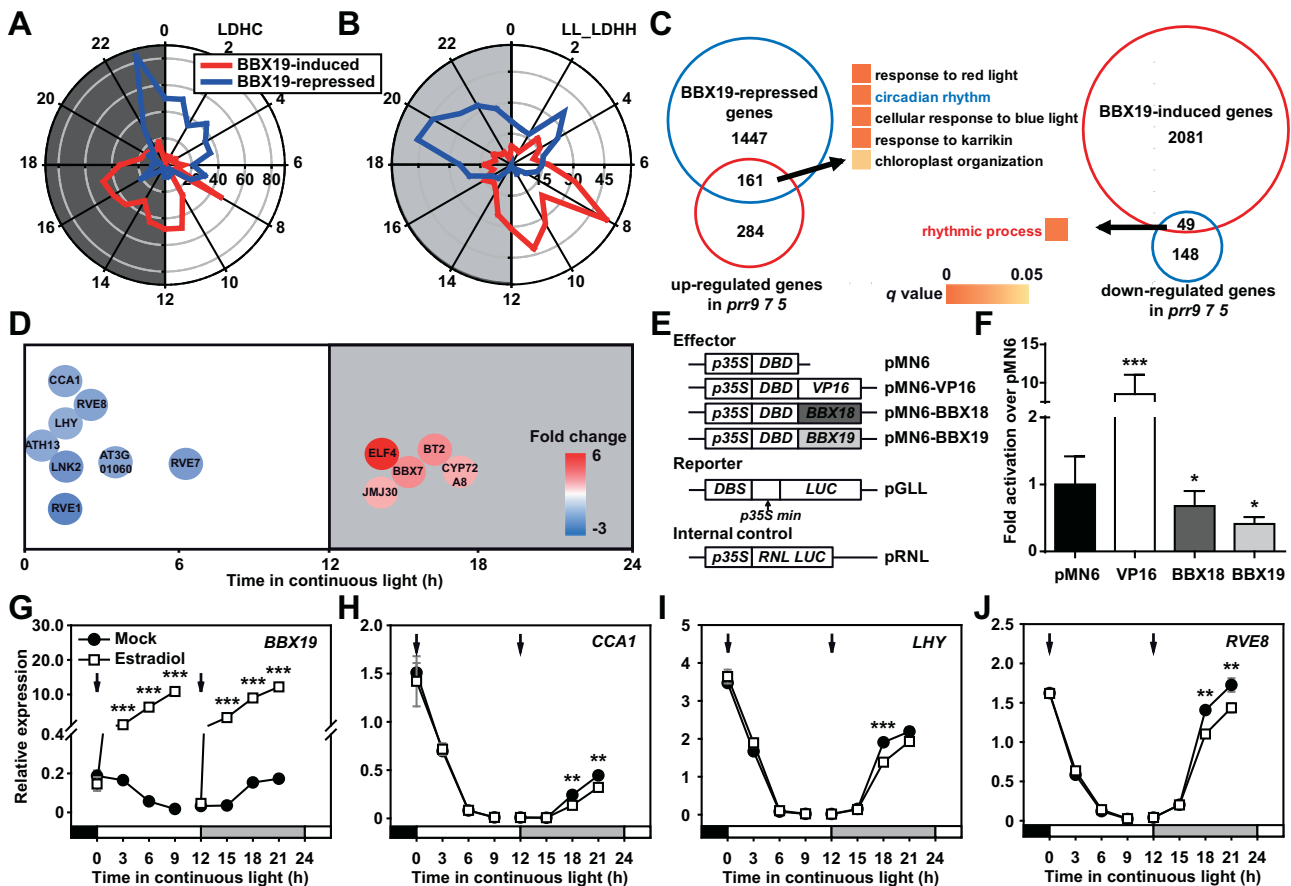 A
LDHC
0
2
4
6
8
10
12
14
16
18
20
22
20
40
60
80
BBX19-induced
BBX19-repressed
B
LL_LDHH
0
2
4
6
8
10
12
14
16
18
20
22
15
30
45
C
BBX19-repressed
genes
1447
161
284
up-regulated genes
in prr9 7 5
response to red light
circadian rhythm
cellular response to blue light
response to karrikin
chloroplast organization
BBX19-induced genes
2081
49
148
rhythmic process
down-regulated genes
in prr9 7 5
0
0.05
q value
D
CCA1
RVE8
LHY
ATH13
LNK2
AT3G
01060
RVE7
RVE1
ELF4
BT2
BBX7
CYP72
A8
JMJ30
Fold change
6
-3
0
6
12
18
24
Time in continuous light (h)
E
Effector
p35S DBD pMN6
p35S DBD VP16 pMN6-VP16
p35S DBD BBX18 pMN6-BBX18
p35S DBD BBX19 pMN6-BBX19
Reporter
DBS LUC pGLL
p35S min
Internal control
p35S RNL LUC pRNL
F
Fold activation over pMN6
15
10
5
2
1
0
***
*
*
pMN6 VP16 BBX18 BBX19
G
BBX19
Mock
Estradiol
Relative expression
30.0
20.0
10.0
0.4
0.2
0
*** *** *** *** *** ***
0 3 6 9 12 15 18 21 24
Time in continuous light (h)
H
CCA1
2.0
1.5
1.0
0.5
0
** **
0 3 6 9 12 15 18 21 24
Time in continuous light (h)
I
LHY
5
4
3
2
1
0
***
0 3 6 9 12 15 18 21 24
Time in continuous light (h)
J
RVE8
2.5
2.0
1.5
1.0
0.5
0
** **
0 3 6 9 12 15 18 21 24
Time in continuous light (h)